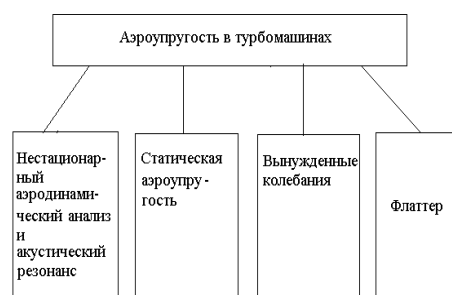 Аэроупругость в турбомашинах
Нестационар-
ный
аэродинами-
ческий анализ
и
акустический
резонанс
Статическая
аэроупру -
гость
Вынужденные
колебания
Флаттер